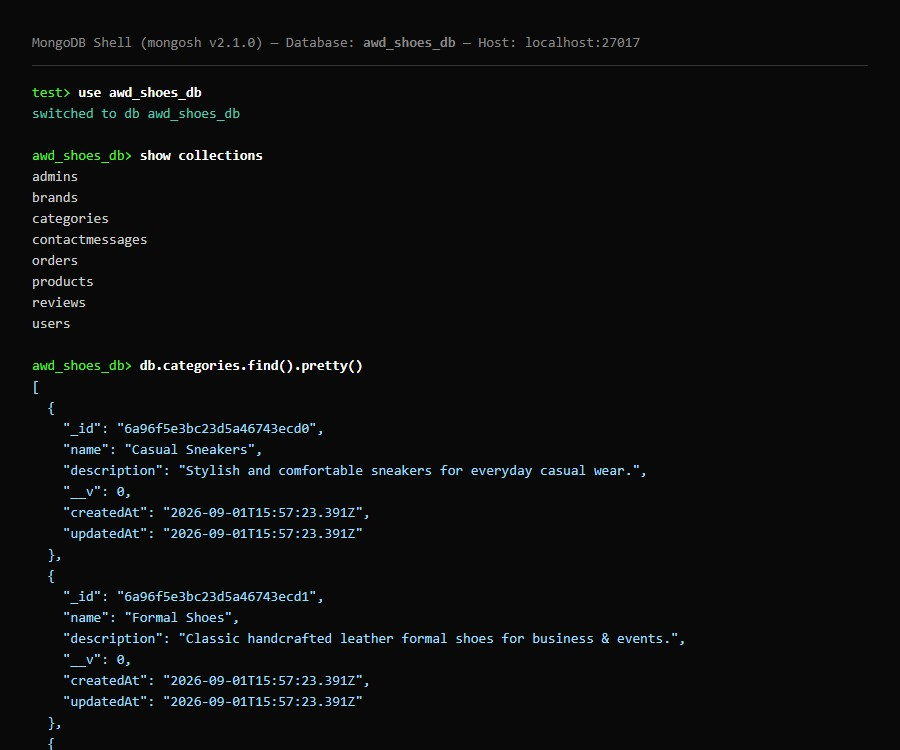 MongoDB Shell (mongosh v2.1.0) — Database: awd_shoes_db — Host: localhost:27017
test> use awd_shoes_db
switched to db awd_shoes_db
awd_shoes_db> show collections
admins
brands
categories
contactmessages
orders
products
reviews
users
awd_shoes_db> db.categories.find().pretty()
[
  {
    "_id": "6a96f5e3bc23d5a46743ecd0",
    "name": "Casual Sneakers",
    "description": "Stylish and comfortable sneakers for everyday casual wear.",
    "__v": 0,
    "createdAt": "2026-09-01T15:57:23.391Z",
    "updatedAt": "2026-09-01T15:57:23.391Z"
  },
  {
    "_id": "6a96f5e3bc23d5a46743ecd1",
    "name": "Formal Shoes",
    "description": "Classic handcrafted leather formal shoes for business & events.",
    "__v": 0,
    "createdAt": "2026-09-01T15:57:23.391Z",
    "updatedAt": "2026-09-01T15:57:23.391Z"
  },
  {